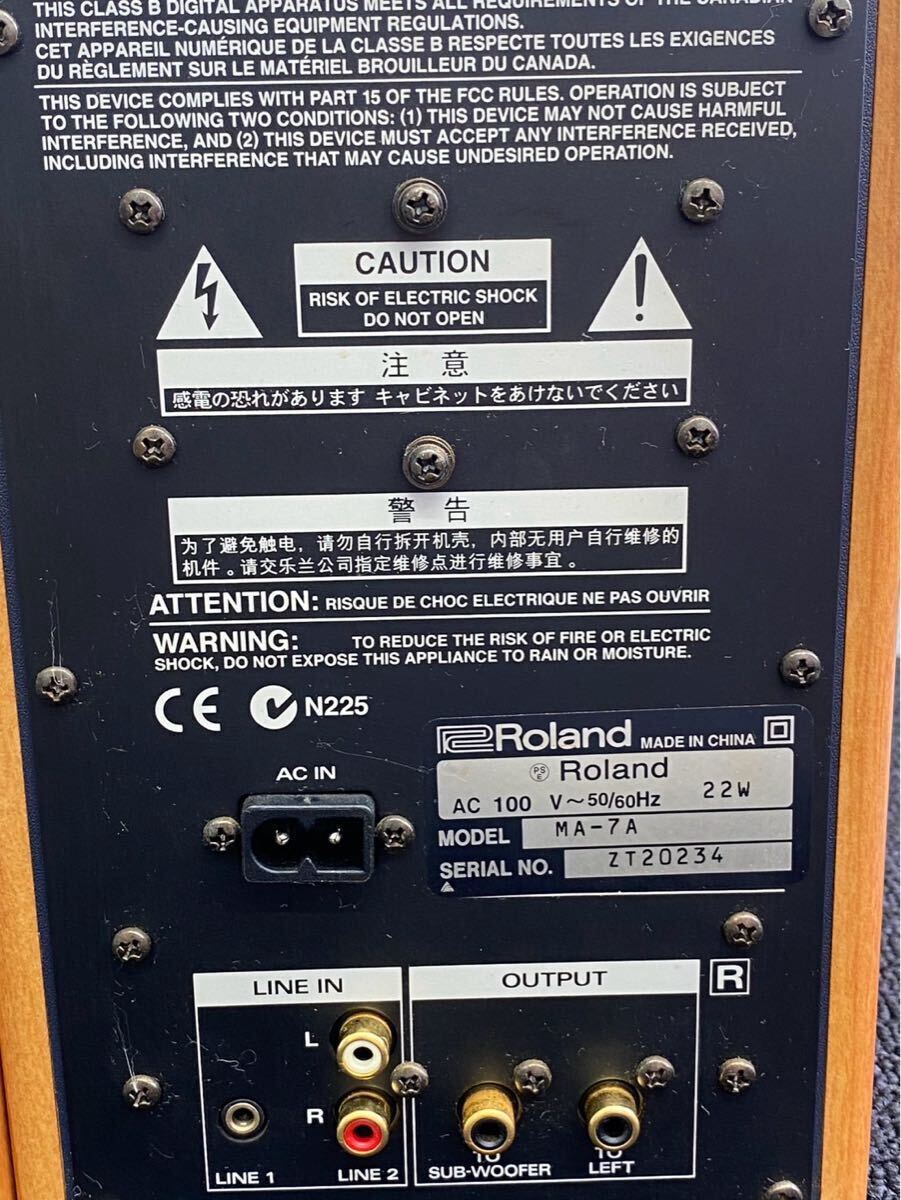 THIS CLASS B DIGITAL APPARATUS MEETS ALL REQUIREMENTS OF THE CANADIAN
INTERFERENCE-CAUSING EQUIPMENT REGULATIONS.
CET APPAREIL NUMÉRIQUE DE LA CLASSE B RESPECTE TOUTES LES EXIGENCES
DU RÈGLEMENT SUR LE MATÉRIEL BROUILLEUR DU CANADA.
THIS DEVICE COMPLIES WITH PART 15 OF THE FCC RULES. OPERATION IS SUBJECT
TO THE FOLLOWING TWO CONDITIONS: (1) THIS DEVICE MAY NOT CAUSE HARMFUL
INTERFERENCE, AND (2) THIS DEVICE MUST ACCEPT ANY INTERFERENCE RECEIVED,
INCLUDING INTERFERENCE THAT MAY CAUSE UNDESIRED OPERATION.
CAUTION
RISK OF ELECTRIC SHOCK
DO NOT OPEN
注 意
感電の恐れがあります キャビネットをあけないでください
警 告
为了避免触电，请勿自行拆开机壳，内部无用户自行维修的
机件。请交乐兰公司指定维修点进行维修事宜。
ATTENTION: RISQUE DE CHOC ELECTRIQUE NE PAS OUVRIR
WARNING: TO REDUCE THE RISK OF FIRE OR ELECTRIC
SHOCK, DO NOT EXPOSE THIS APPLIANCE TO RAIN OR MOISTURE.
CE N225
Roland MADE IN CHINA
PSE Roland
AC 100 V~50/60Hz 22W
MODEL MA-7A
SERIAL NO. ZT20234
AC IN
LINE IN
L
R
LINE 1
LINE 2
OUTPUT
R
TO
SUB-WOOFER
TO
LEFT